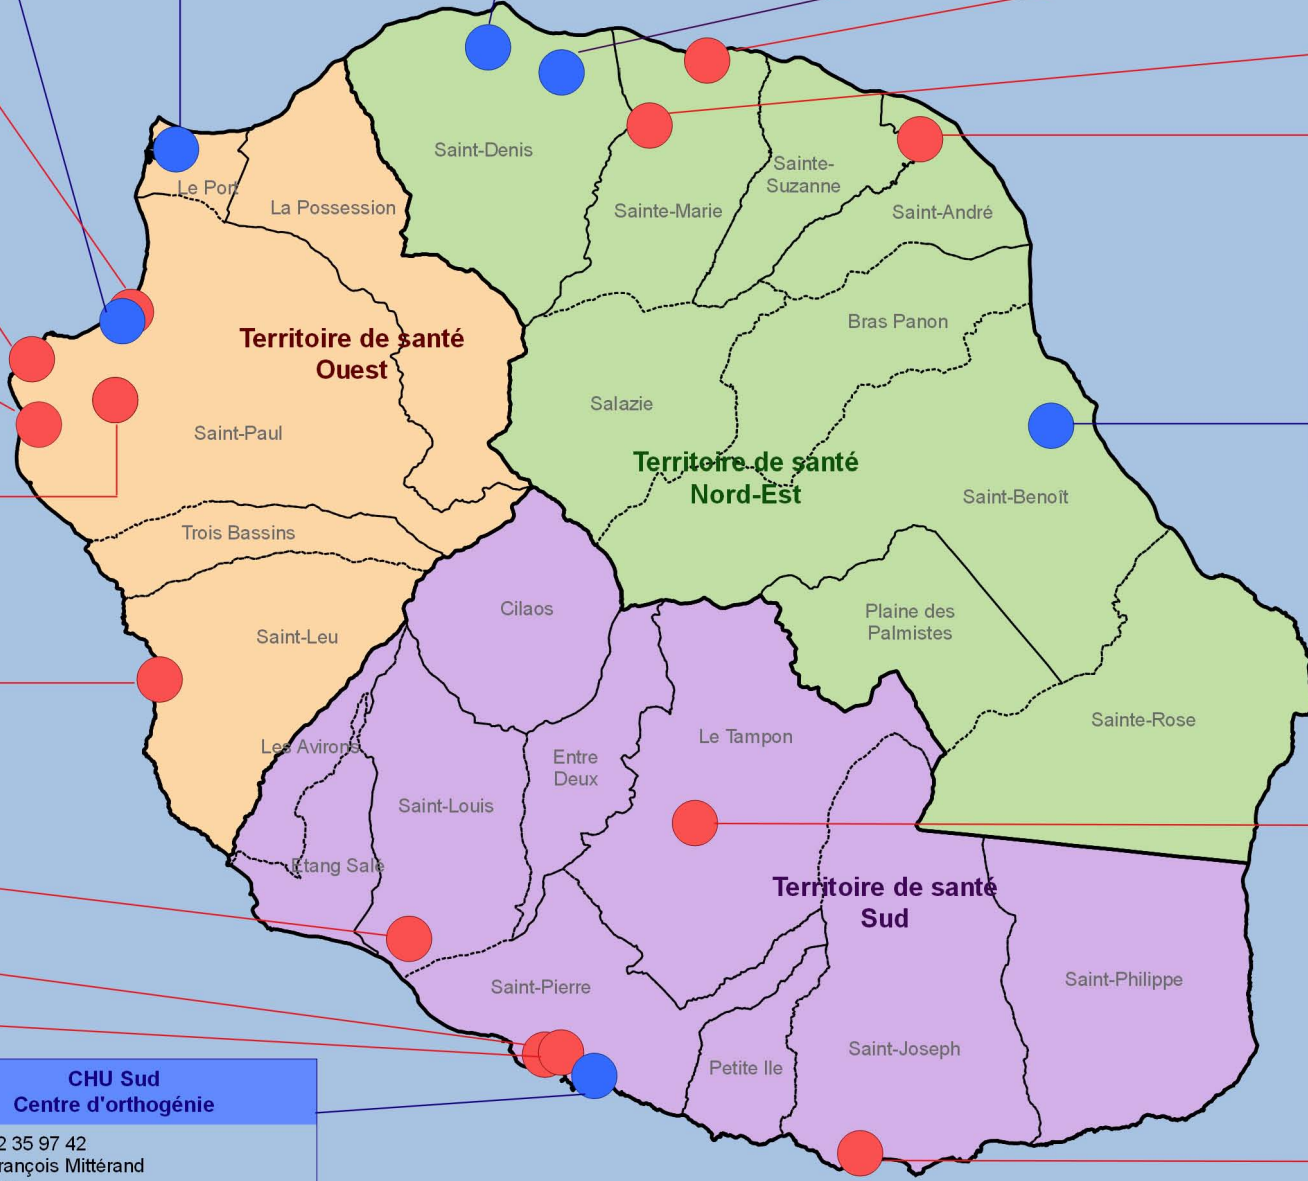 Saint-Denis
Le Port
La Possession
Sainte-Marie
Sainte-
Suzanne
Saint-André
Territoire de santé
Ouest
Bras Panon
Salazie
Saint-Paul
Territoire de santé
Nord-Est
Saint-Benoît
Trois Bassins
Cilaos
Plaine des
Palmistes
Saint-Leu
Sainte-Rose
Les Avirons
Le Tampon
Entre
Deux
Saint-Louis
Etang Salé
Territoire de santé
Sud
Saint-Pierre
Saint-Philippe
Saint-Joseph
Petite Ile
CHU Sud
Centre d'orthogénie
2 35 97 42
rançois Mittérand